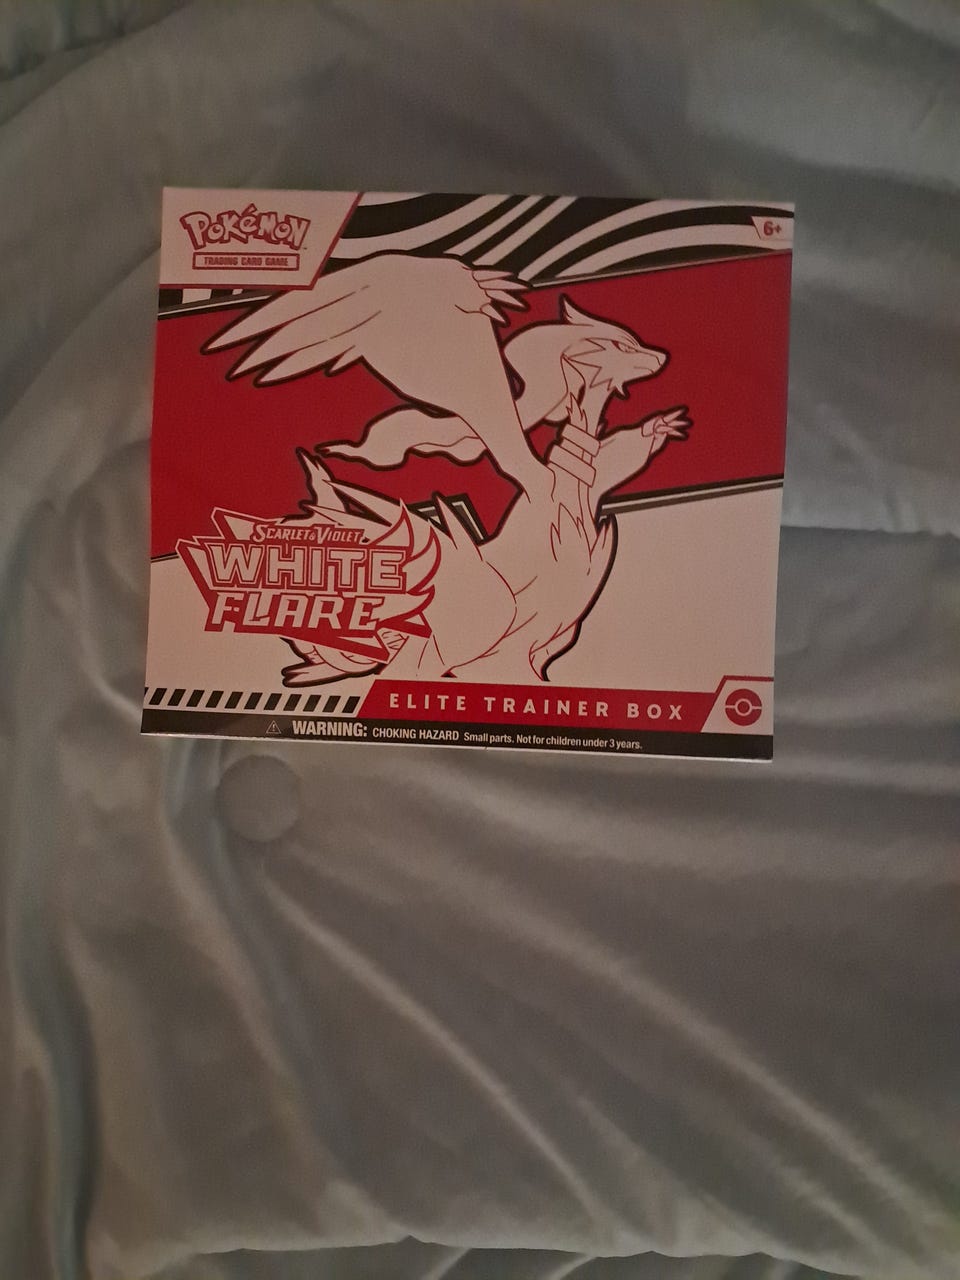 Pokémon
TRADING CARD GAME
6+
SCARLET & VIOLET
WHITE
FLARE
ELITE TRAINER BOX
WARNING: CHOKING HAZARD Small parts. Not for children under 3 years.